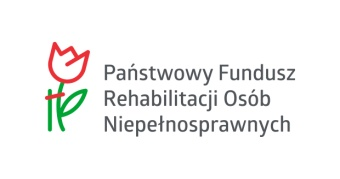 Państwowy Fundusz
Rehabilitacji Osób
Niepełnosprawnych